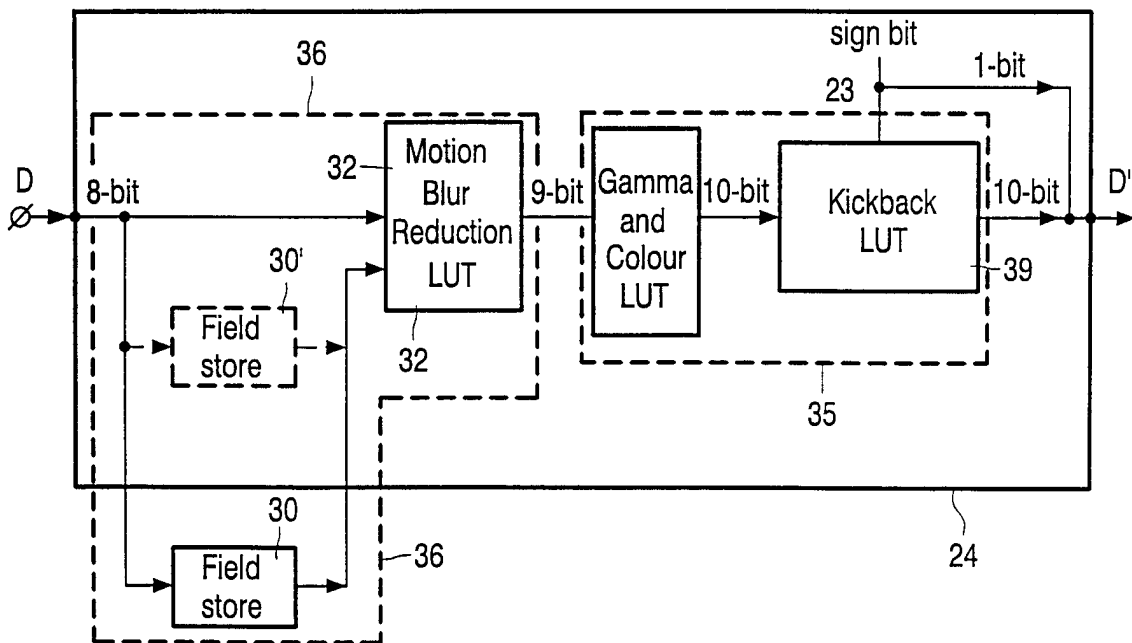 sign bit
36
1-bit
23
D
8-bit
32
Motion
Blur
Reduction
LUT
32
9-bit
Gamma
and
Colour
LUT
10-bit
Kickback
LUT
39
10-bit
D'
30'
Field
store
35
30
Field
store
36
24